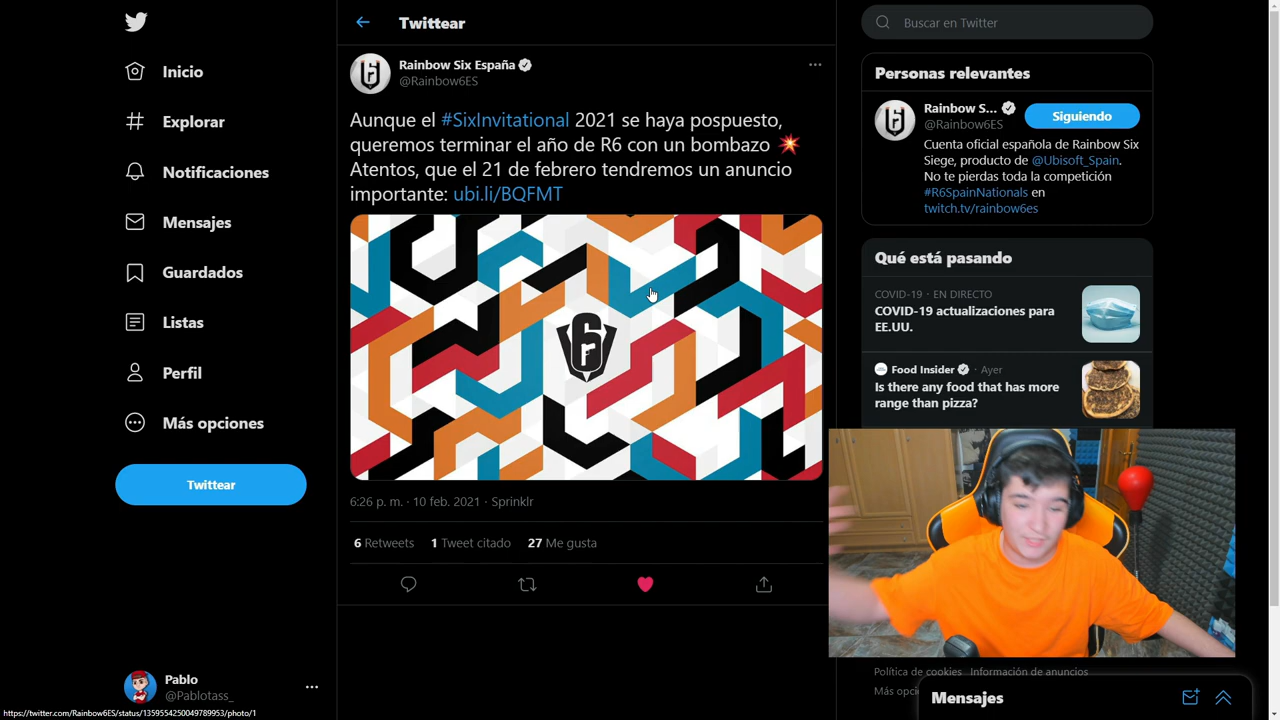 Inicio
Explorar
Notificaciones
Mensajes
Guardados
Listas
Perfil
Más opciones
Twittear
Pablo
@Pablotass_
https://twitter.com/Rainbow6ES/status/1359554250049789953/photo/1
Twittear
Rainbow Six España
@Rainbow6ES
Aunque el #SixInvitational 2021 se haya pospuesto,
queremos terminar el año de R6 con un bombazo 💥
Atentos, que el 21 de febrero tendremos un anuncio
importante: ubi.li/BQFMT
6
6:26 p. m. · 10 feb. 2021 · Sprinklr
6 Retweets 1 Tweet citado 27 Me gusta
Buscar en Twitter
Personas relevantes
Rainbow S...
@Rainbow6ES
Siguiendo
Cuenta oficial española de Rainbow Six
Siege, producto de @Ubisoft_Spain.
No te pierdas toda la competición
#R6SpainNationals en
twitch.tv/rainbow6es
Qué está pasando
COVID-19 · EN DIRECTO
COVID-19 actualizaciones para
EE.UU.
Food Insider · Ayer
Is there any food that has more
range than pizza?
Política de cookies Información de anuncios
Más opci
Mensajes